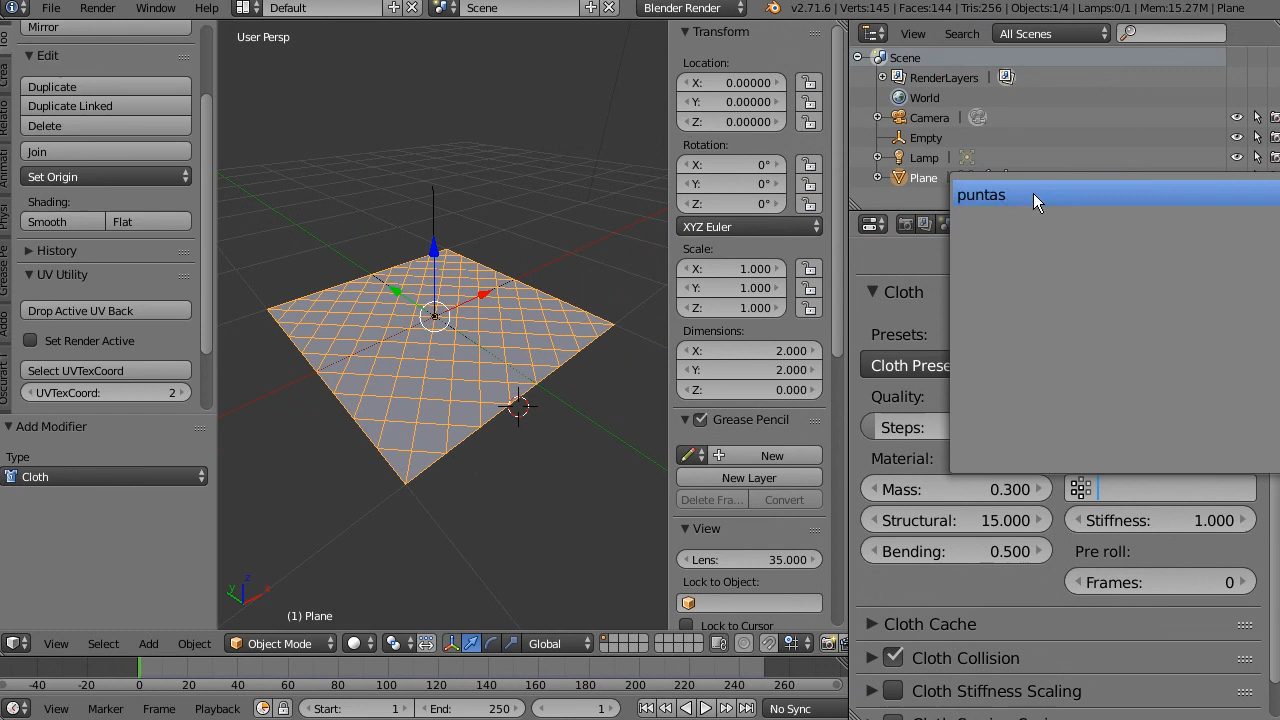 File Render Window Help Default Scene Blender Render v2.71.6 | Verts:145 | Faces:144 | Tris:256 | Objects:1/4 | Lamps:0/1 | Mem:15.27M | Plane
Mirror
Edit
Duplicate
Duplicate Linked
Delete
Join
Set Origin
Shading:
Smooth Flat
History
UV Utility
Drop Active UV Back
Set Render Active
Select UVTexCoord
UVTexCoord: 2
Add Modifier
Type
Cloth
Crea
Relatio
Animati
Physi
Grease Pe
Addo
User Persp
(1) Plane
Transform
Location:
X: 0.00000
Y: 0.00000
Z: 0.00000
Rotation:
X: 0°
Y: 0°
Z: 0°
XYZ Euler
Scale:
X: 1.000
Y: 1.000
Z: 1.000
Dimensions:
X: 2.000
Y: 2.000
Z: 0.000
Grease Pencil
New
New Layer
Delete Fra... Convert
View
Lens: 35.000
Lock to Object:
Lock to Cursor
View Search All Scenes
Scene
RenderLayers
World
Camera
Empty
Lamp
Plane
puntas
Cloth
Presets:
Cloth Prese
Quality:
Steps:
Material:
Mass: 0.300
Structural: 15.000 Stiffness: 1.000
Bending: 0.500 Pre roll:
Frames: 0
Cloth Cache
Cloth Collision
Cloth Stiffness Scaling
View Select Add Object Object Mode Global
-40 -20 0 20 40 60 80 100 120 140 160 180 200 220 240 260
View Marker Frame Playback Start: 1 End: 250 1 No Sync